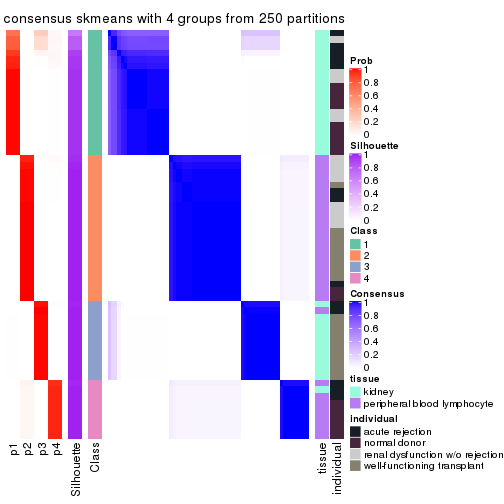 consensus skmeans with 4 groups from 250 partitions
Prob
1
0.8
0.6
0.4
0.2
0
Silhouette
1
0.8
0.6
0.4
0.2
0
Class
1
2
3
4
Consensus
1
0.8
0.6
0.4
0.2
0
tissue
kidney
peripheral blood lymphocyte
individual
acute rejection
normal donor
renal dysfunction w/o rejection
well-functioning transplant
p1
p2
p3
p4
Silhouette
Class
tissue
individual